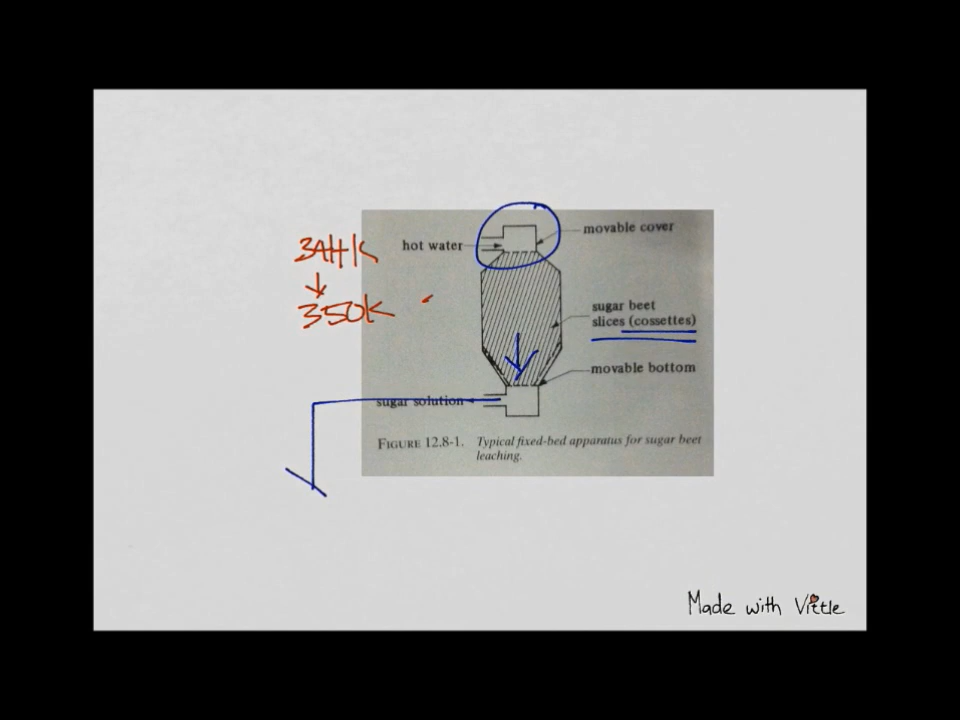 movable cover
hot water
344K
350K
sugar beet
slices (cossettes)
movable bottom
sugar solution
FIGURE 12.8-1. Typical fixed-bed apparatus for sugar beet
leaching.
Made with Vittle